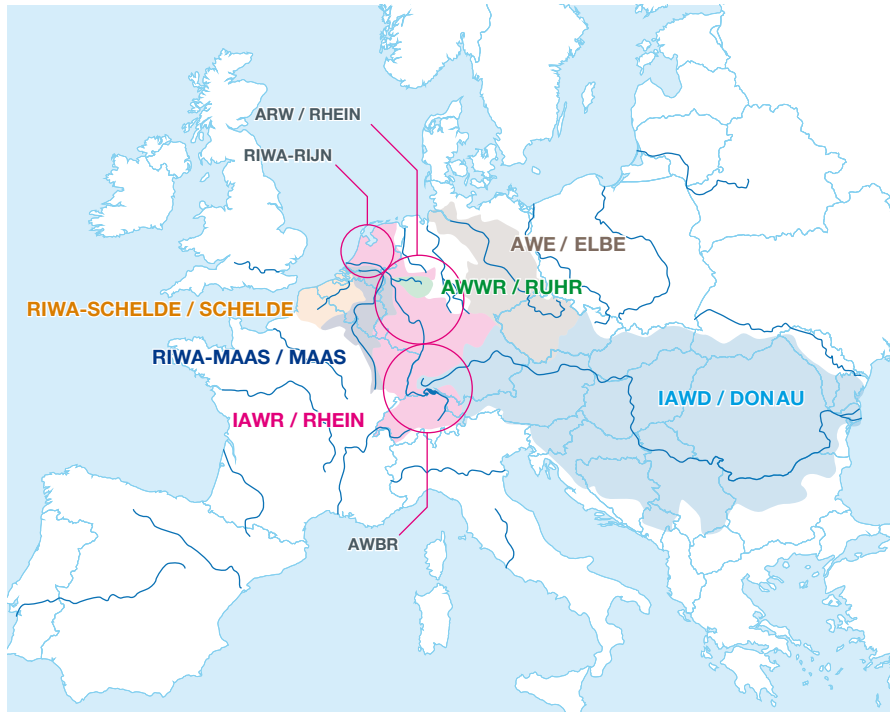 ARW / RHEIN
RIWA-RIJN
AWE / ELBE
AWWR / RUHR
RIWA-SCHELDE / SCHELDE
RIWA-MAAS / MAAS
IAWD / DONAU
IAWR / RHEIN
AWBR